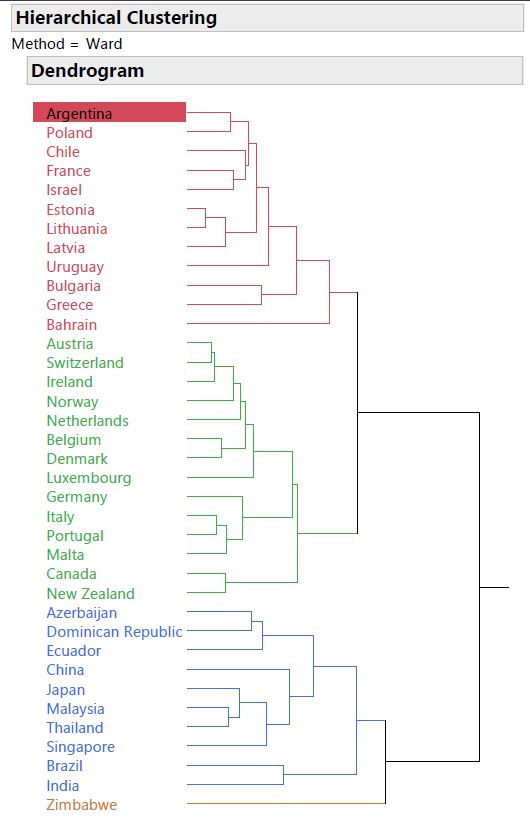 Hierarchical Clustering
Method = Ward
Dendrogram
Argentina
Poland
Chile
France
Israel
Estonia
Lithuania
Latvia
Uruguay
Bulgaria
Greece
Bahrain
Austria
Switzerland
Ireland
Norway
Netherlands
Belgium
Denmark
Luxembourg
Germany
Italy
Portugal
Malta
Canada
New Zealand
Azerbaijan
Dominican Republic
Ecuador
China
Japan
Malaysia
Thailand
Singapore
Brazil
India
Zimbabwe